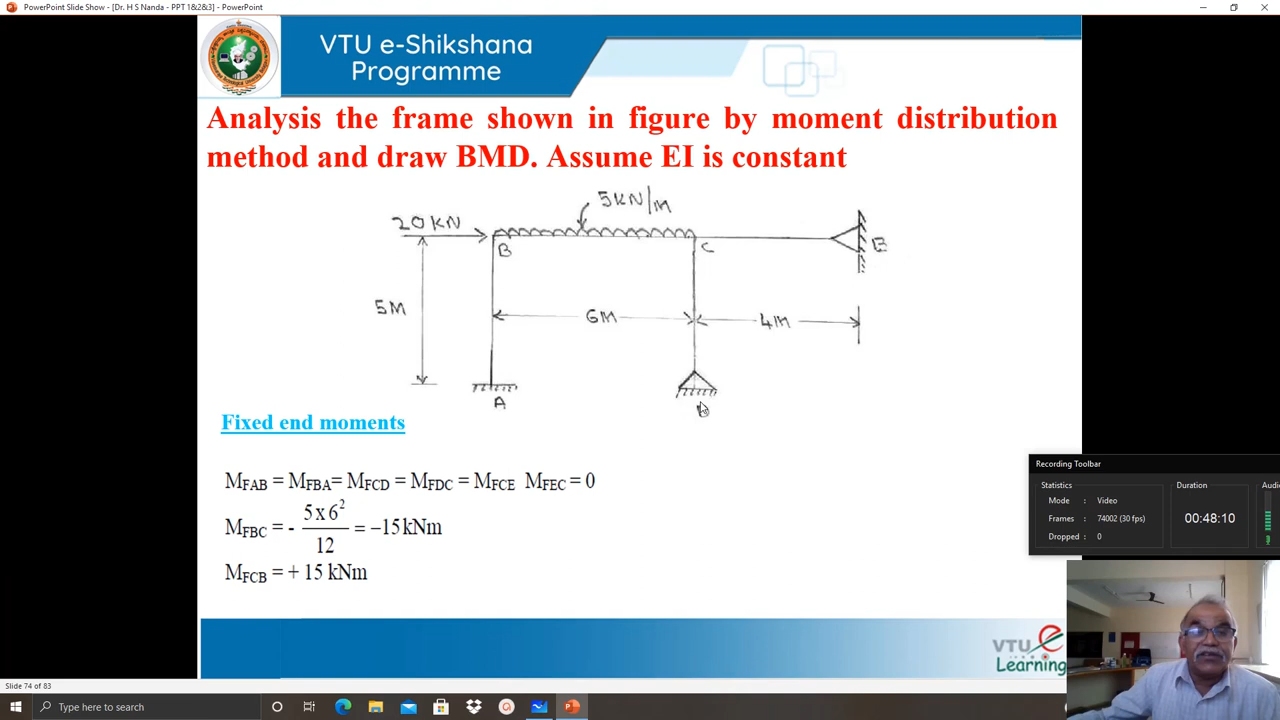 PowerPoint Slide Show - [Dr. H S Nanda - PPT 1&2&3] - PowerPoint
VTU e-Shikshana
Programme
Analysis the frame shown in figure by moment distribution
method and draw BMD. Assume EI is constant
5KN/M
20KN
B
C
E
5M
6M
4M
A
Fixed end moments
MFAB = MFBA= MFCD = MFDC = MFCE MFEC = 0
MFBC = - 5 x 6² / 12 = –15kNm
MFCB = + 15 kNm
Recording Toolbar
Statistics
Duration
Audio
Mode : Video
Frames : 74002 (30 fps)
00:48:10
Dropped : 0
VTU e
Learning
Slide 74 of 83
Type here to search